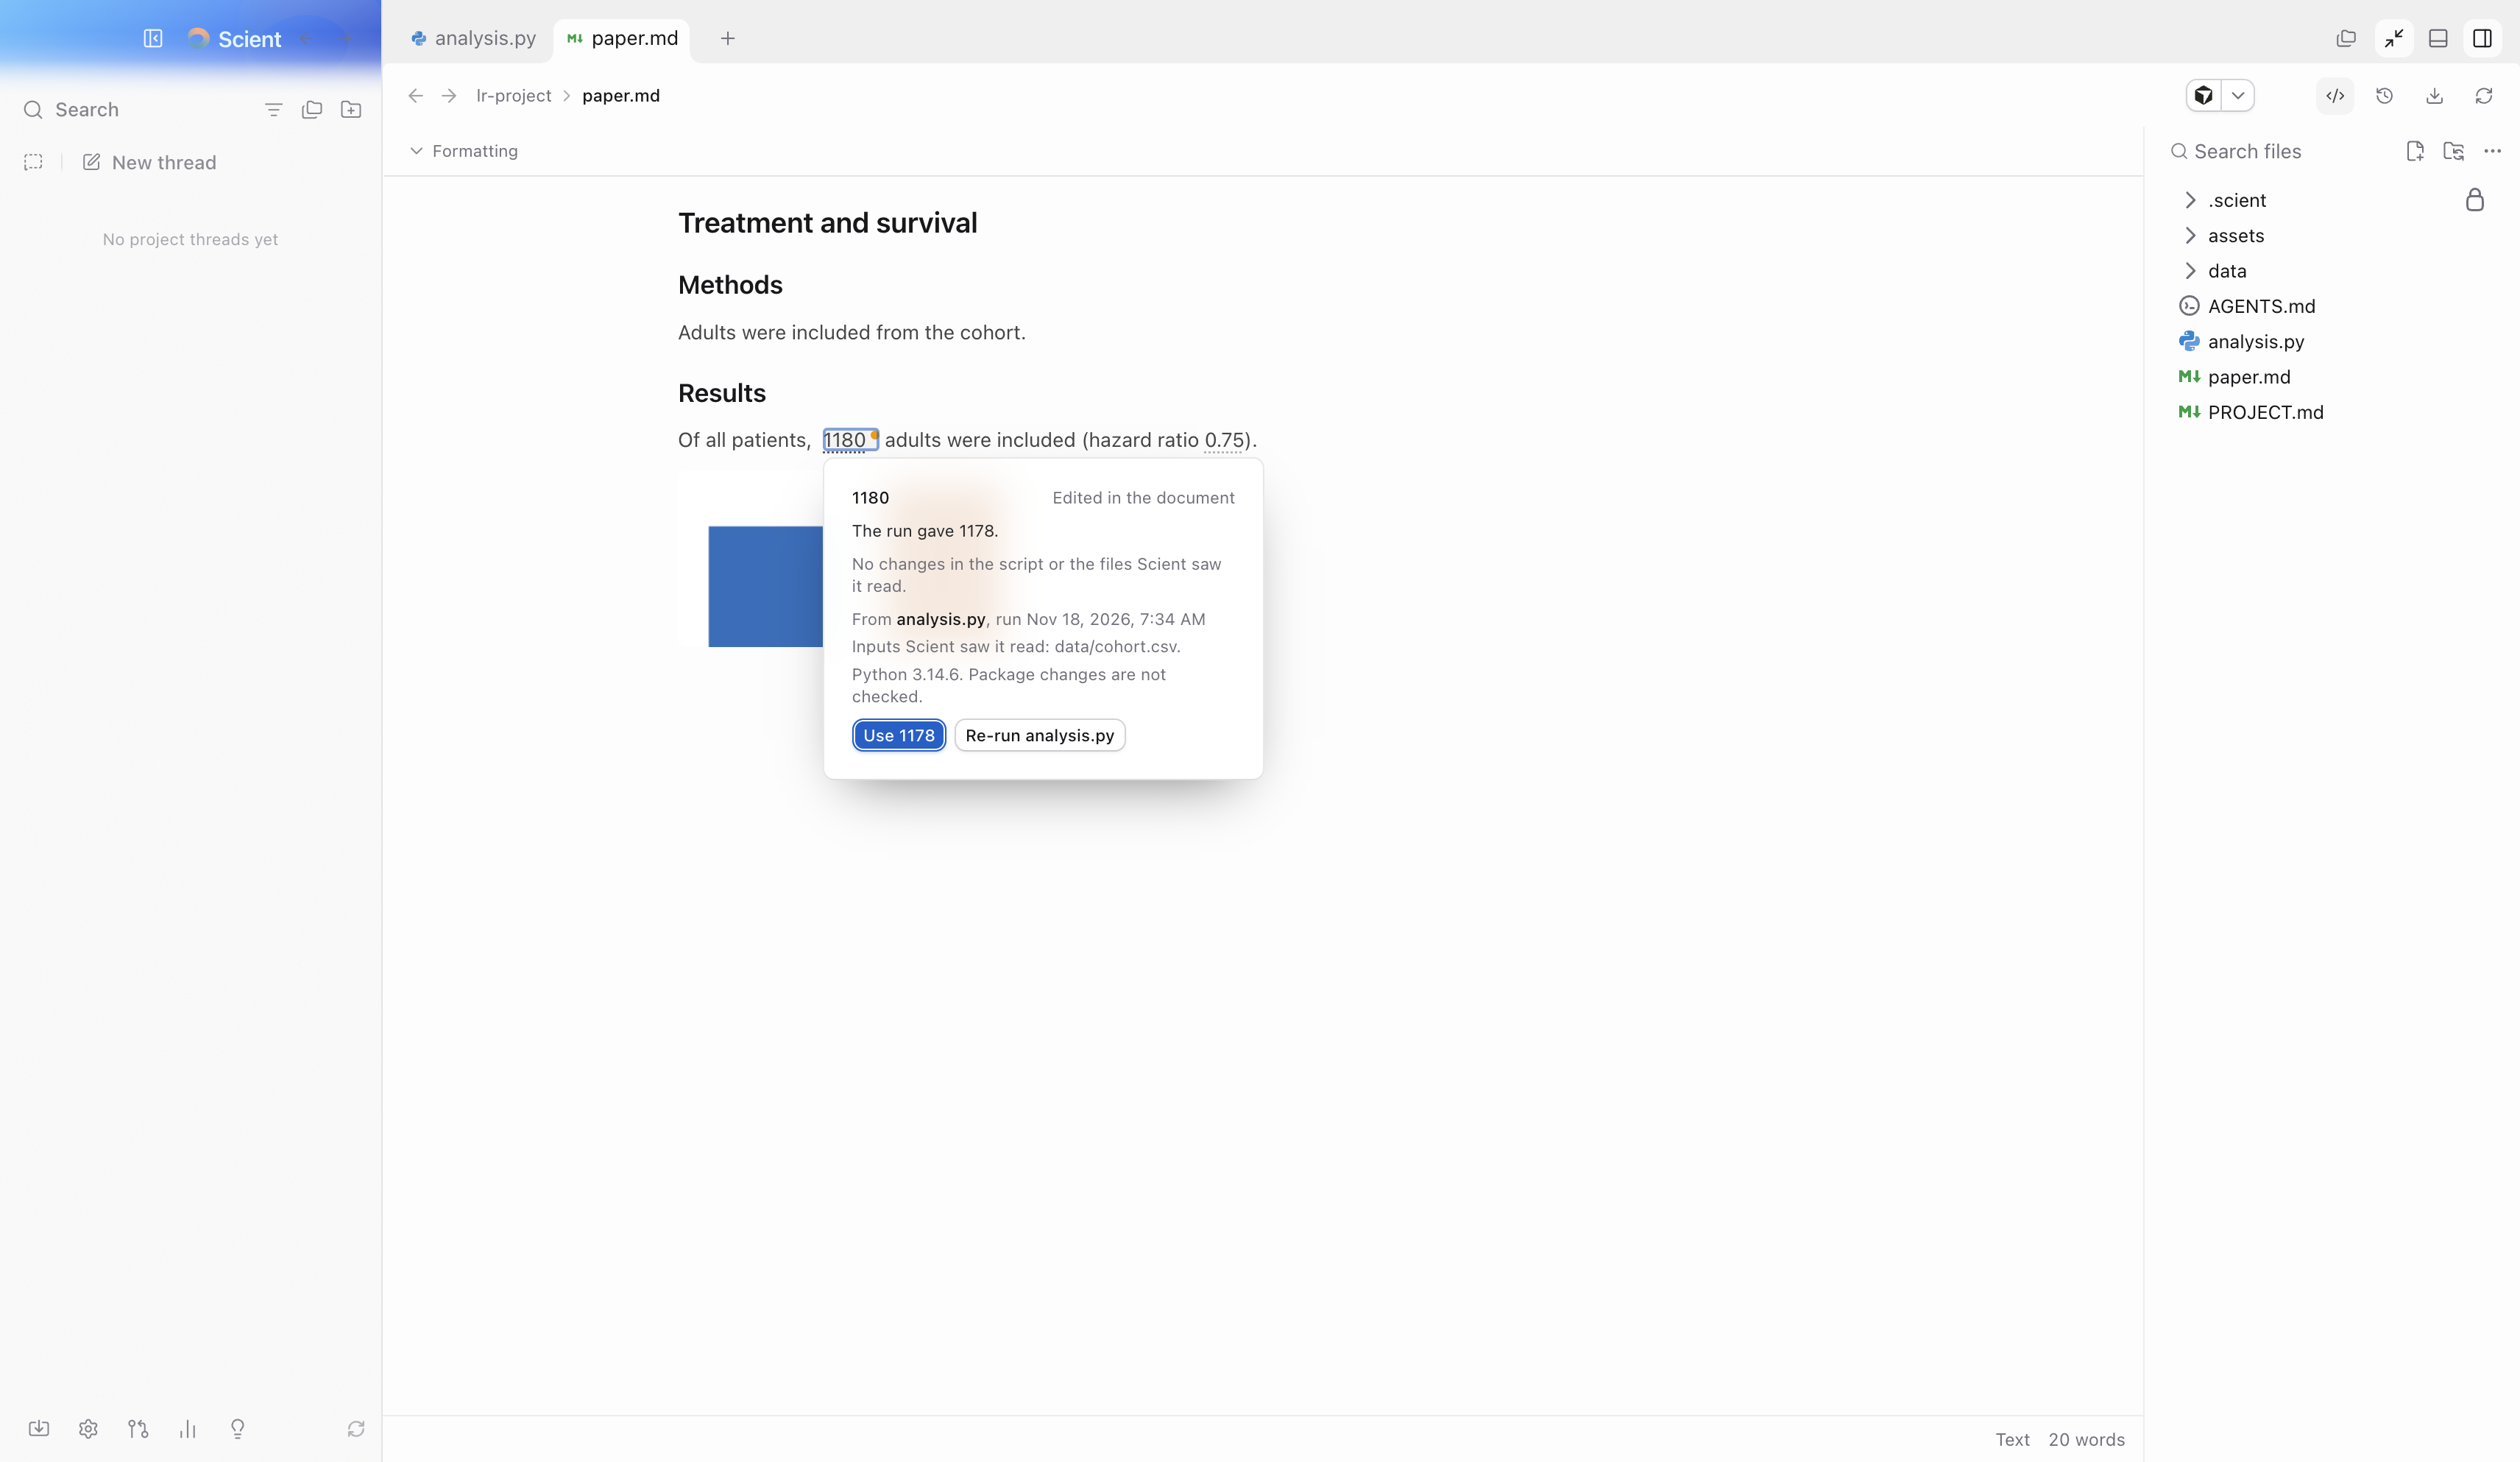 Scient
analysis.py
paper.md
Search
lr-project > paper.md
New thread
Formatting
Search files
No project threads yet
.scient
assets
data
AGENTS.md
analysis.py
paper.md
PROJECT.md
Treatment and survival
Methods
Adults were included from the cohort.
Results
Of all patients, 1180 adults were included (hazard ratio 0.75).
1180 Edited in the document
The run gave 1178.
No changes in the script or the files Scient saw
it read.
From analysis.py, run Nov 18, 2026, 7:34 AM
Inputs Scient saw it read: data/cohort.csv.
Python 3.14.6. Package changes are not
checked.
Use 1178 Re-run analysis.py
Text 20 words